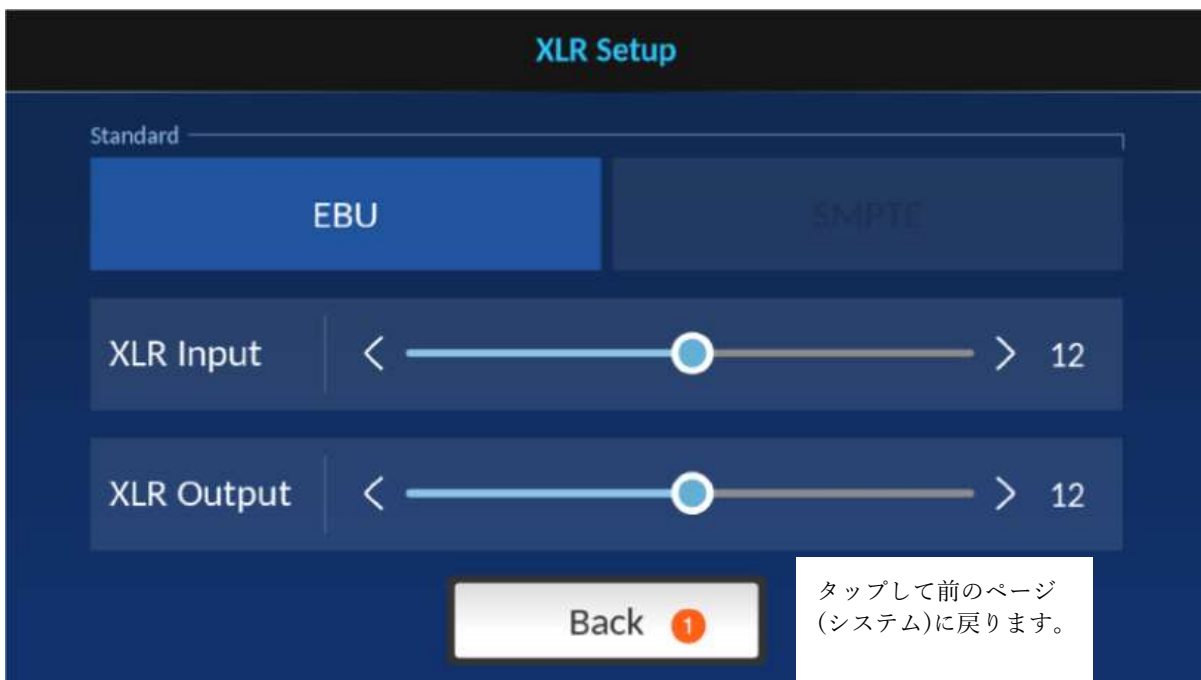 XLR Setup
Standard
EBU
SMPTE
XLR Input < > 12
XLR Output < > 12
Back 1
タップして前のページ
(システム)に戻ります。